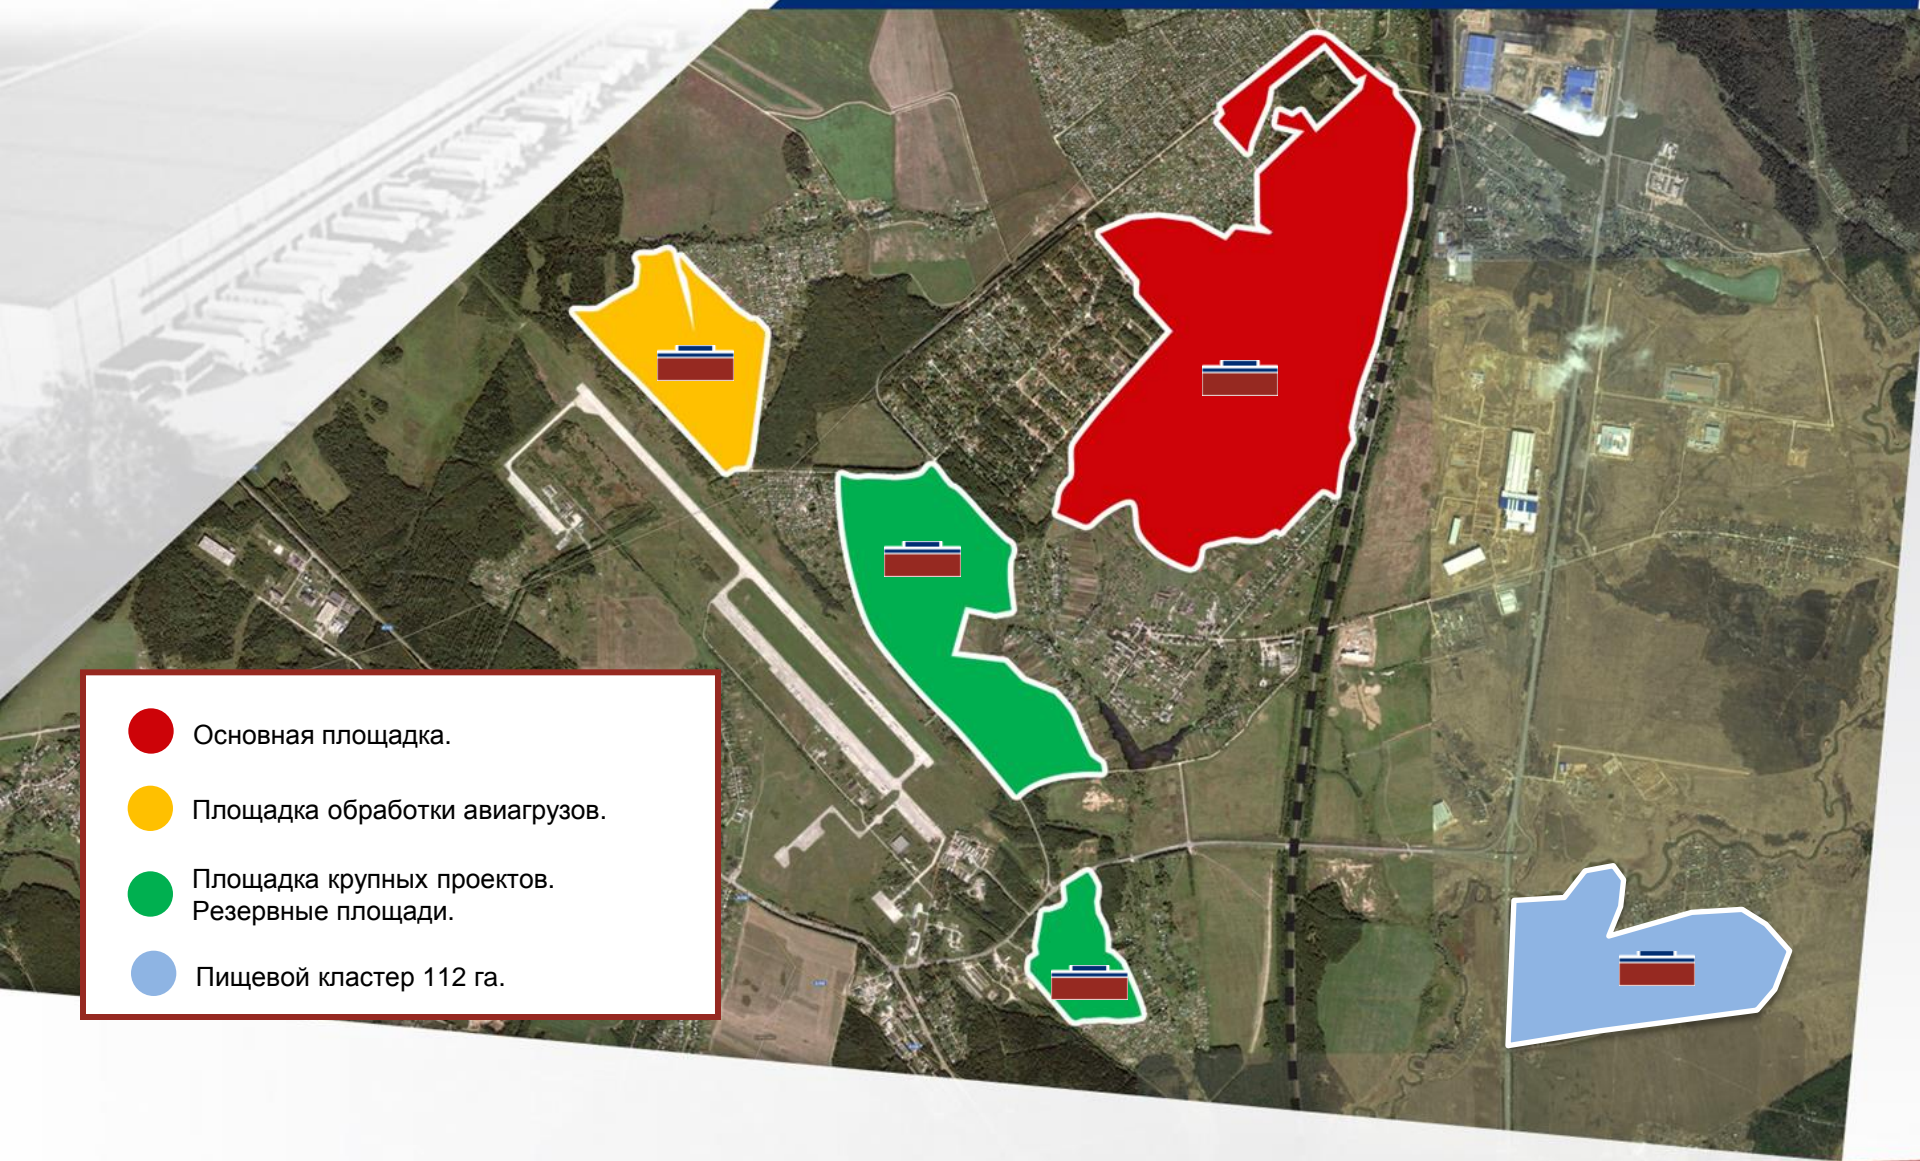 Основная площадка.
Площадка обработки авиагрузов.
Площадка крупных проектов.
Резервные площади.
Пищевой кластер 112 га.